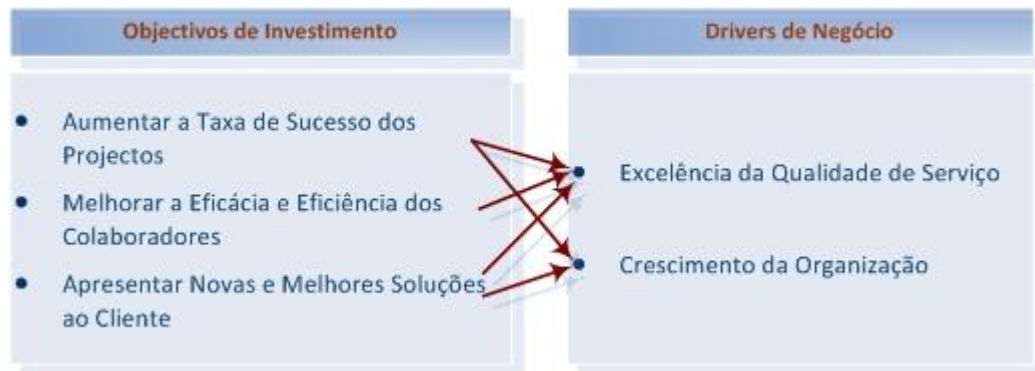 Objectivos de Investimento
Aumentar a Taxa de Sucesso dos
Projectos
Melhorar a Eficácia e Eficiência dos
Colaboradores
Apresentar Novas e Melhores Soluções
ao Cliente
Drivers de Negócio
Excelência da Qualidade de Serviço
Crescimento da Organização